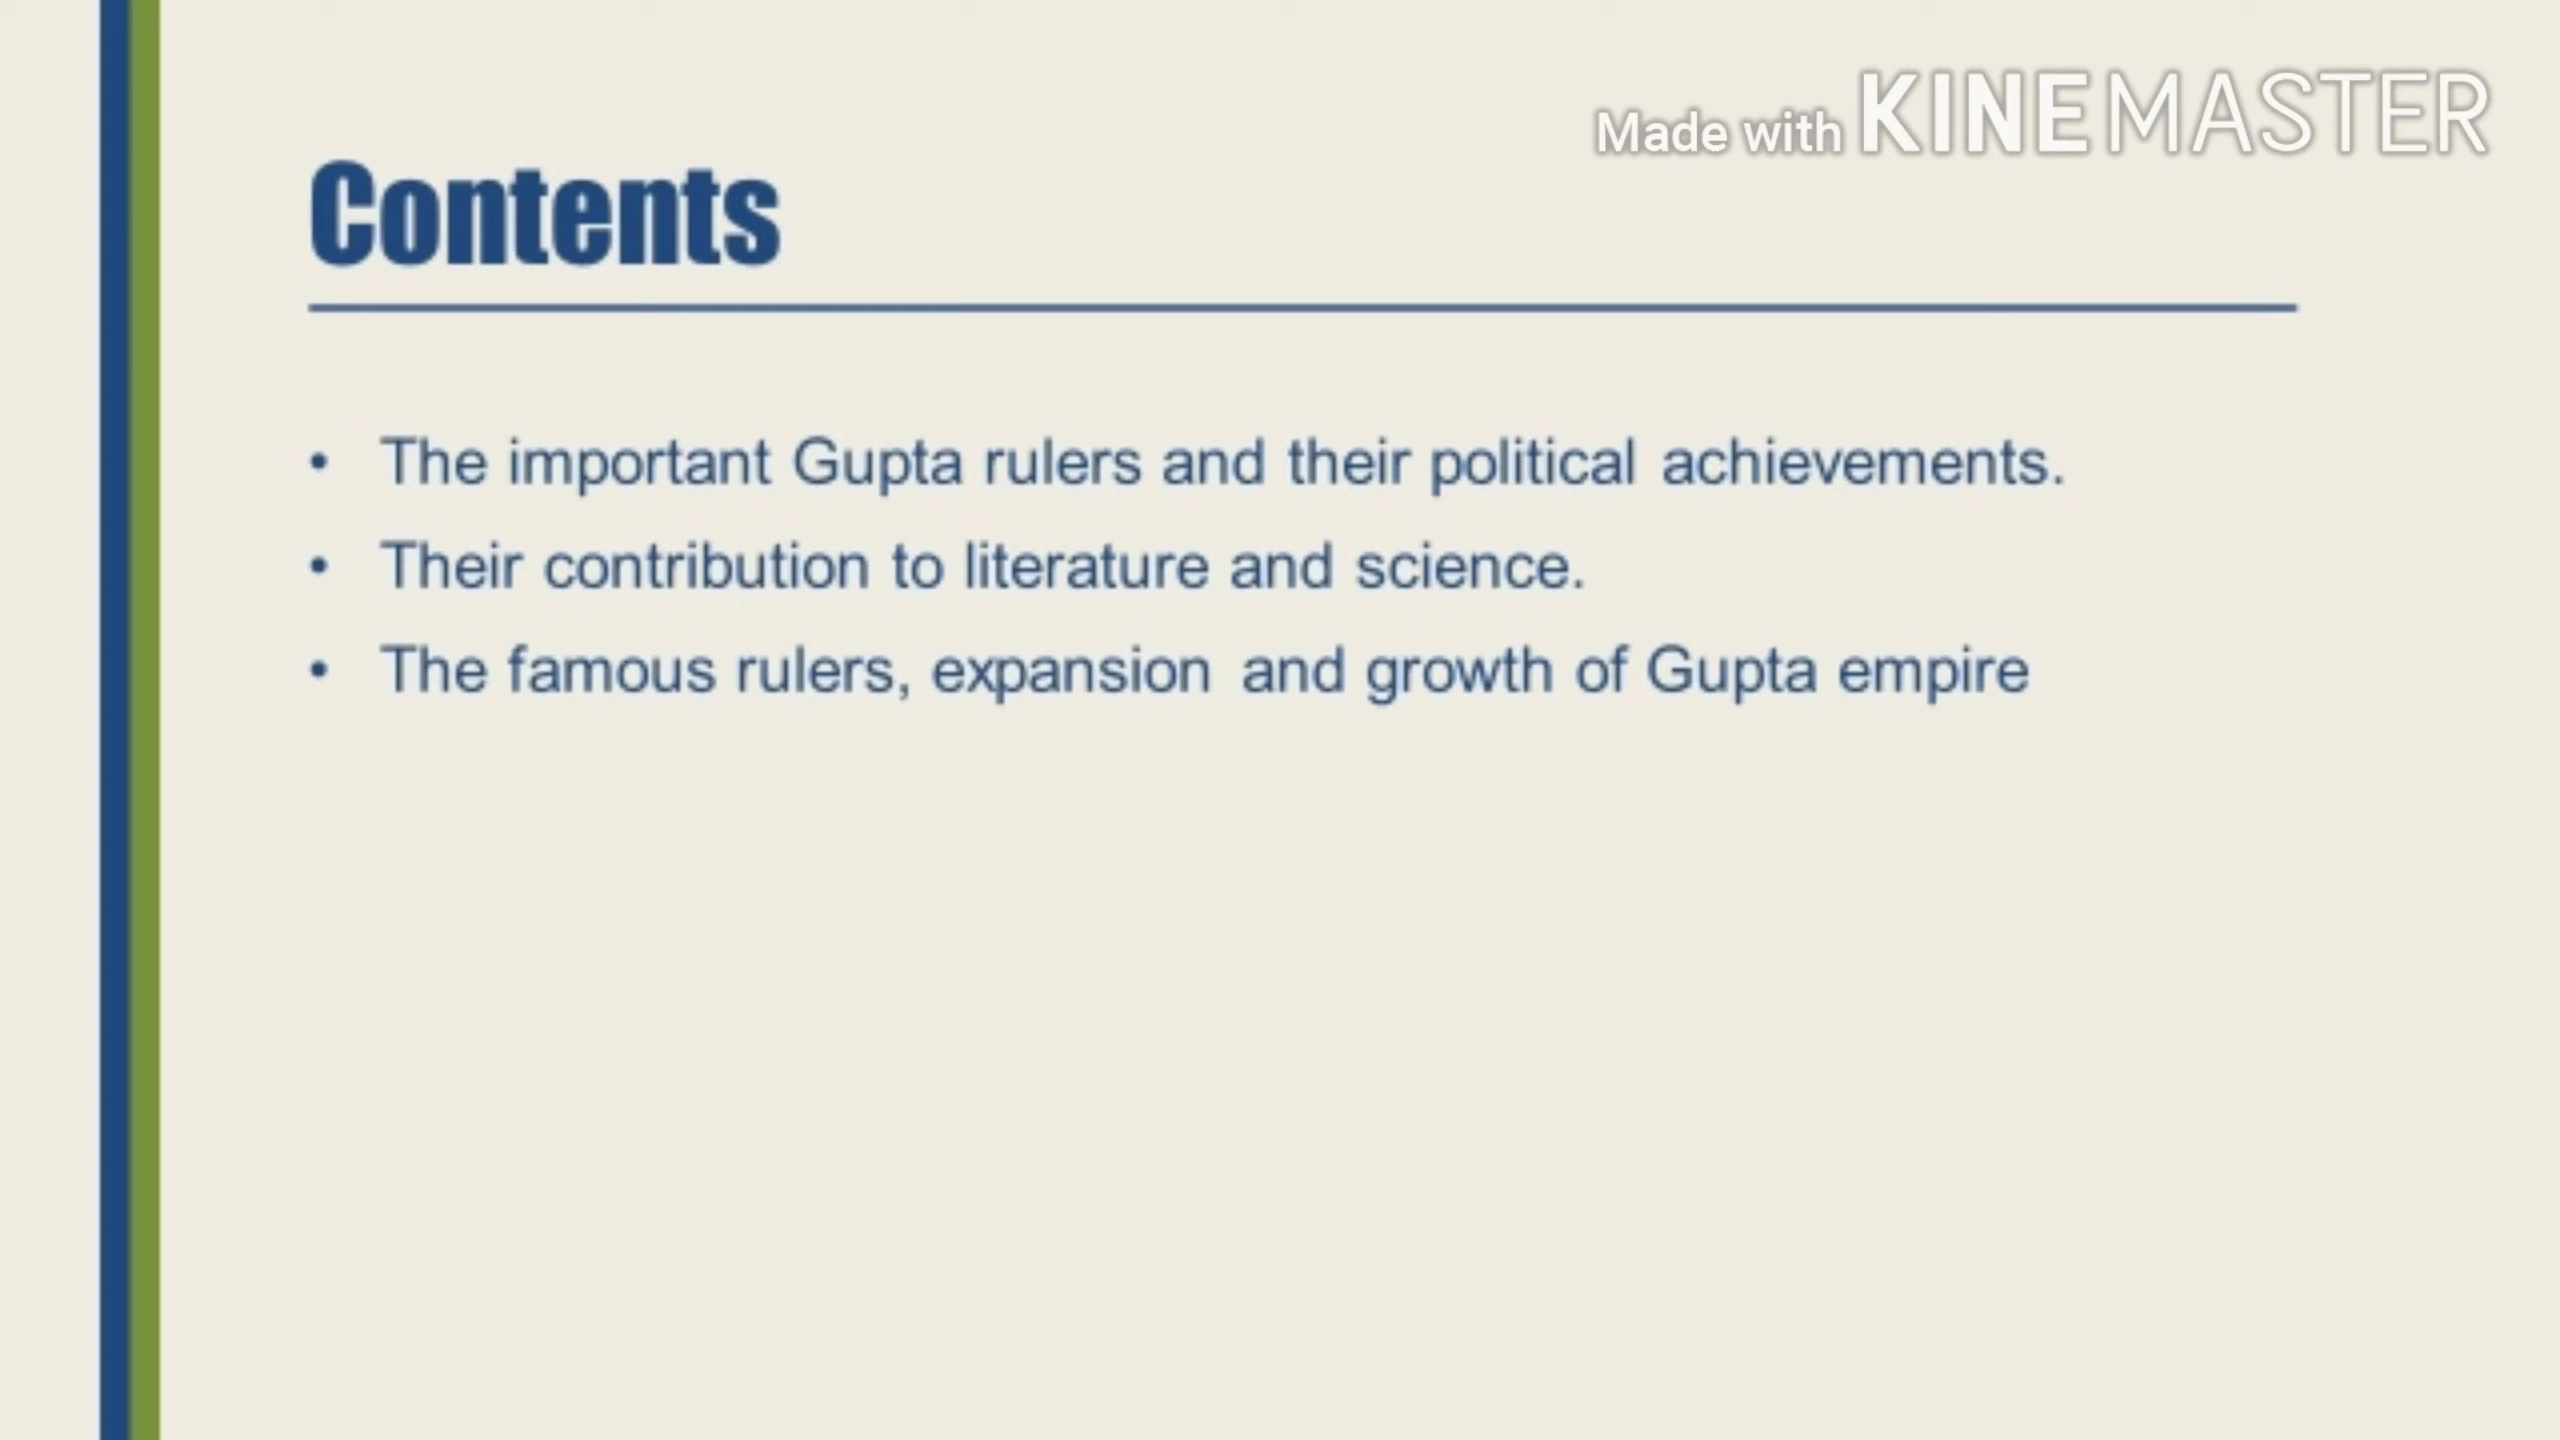 Made with KINEMASTER
Contents
• The important Gupta rulers and their political achievements.
• Their contribution to literature and science.
• The famous rulers, expansion and growth of Gupta empire